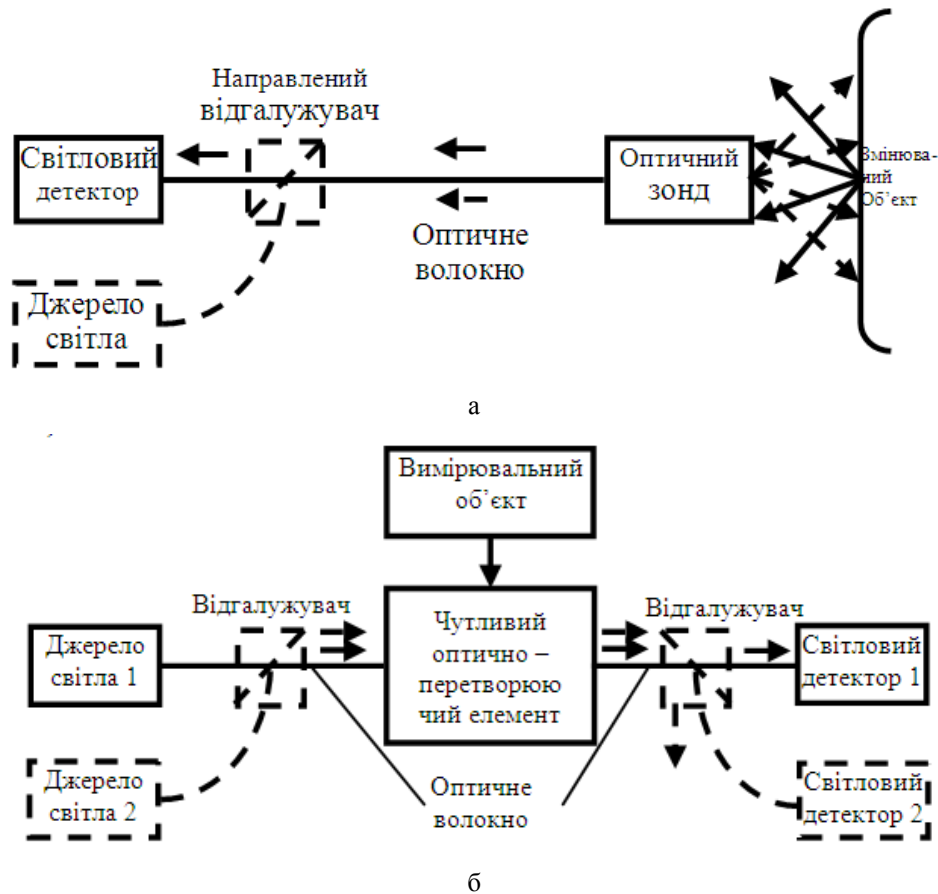 Направлений
відгалужувач
Світловий
детектор
Оптичний
зонд
Змінюва-
ний
Об’єкт
Оптичне
волокно
Джерело
світла
а
Вимірювальний
об’єкт
Відгалужувач
Відгалужувач
Джерело
світла 1
Чутливий
оптично –
перетворюю
чий елемент
Світловий
детектор 1
Джерело
світла 2
Оптичне
волокно
Світловий
детектор 2
б